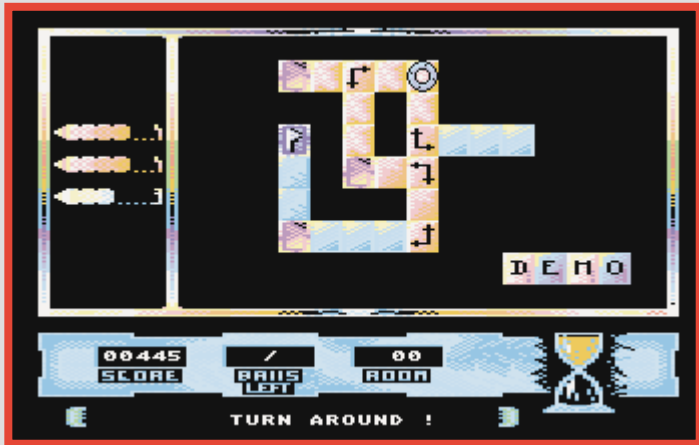 ?
DEMO
00445 / 00
SCORE BALLS ROOM
LEFT
TURN AROUND !